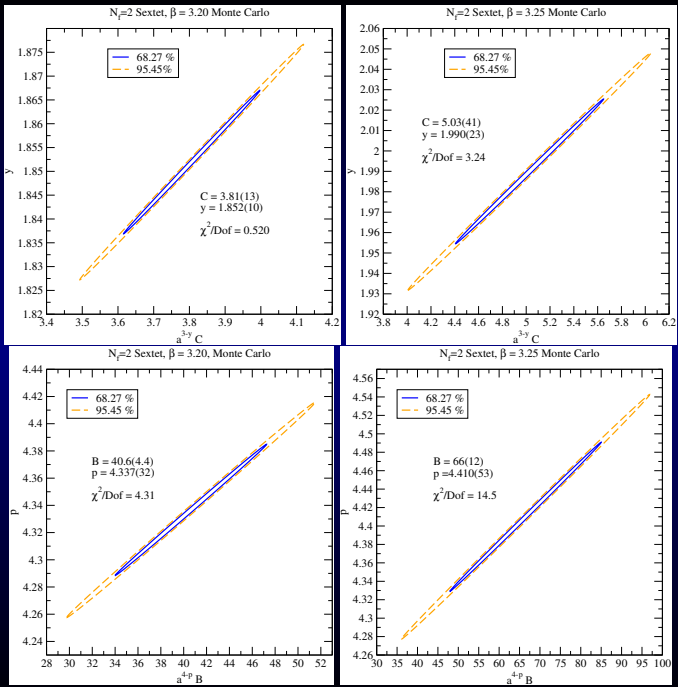 N_f=2 Sextet, β = 3.20 Monte Carlo
68.27 %
95.45%
C = 3.81(13)
y = 1.852(10)
χ²/Dof = 0.520
1.875
1.87
1.865
1.86
1.855
1.85
1.845
1.84
1.835
1.83
1.825
1.82
y
3.4 3.5 3.6 3.7 3.8 3.9 4 4.1 4.2
a^{3-y} C
N_f=2 Sextet, β = 3.25 Monte Carlo
68.27 %
95.45%
C = 5.03(41)
y = 1.990(23)
χ²/Dof = 3.24
2.06
2.05
2.04
2.03
2.02
2.01
2
1.99
1.98
1.97
1.96
1.95
1.94
1.93
1.92
y
3.8 4 4.2 4.4 4.6 4.8 5 5.2 5.4 5.6 5.8 6 6.2
a^{3-y} C
N_f=2 Sextet, β = 3.20, Monte Carlo
68.27 %
95.45 %
B = 40.6(4.4)
p = 4.337(32)
χ²/Dof = 4.31
4.44
4.42
4.4
4.38
4.36
4.34
4.32
4.3
4.28
4.26
4.24
p
28 30 32 34 36 38 40 42 44 46 48 50 52
a^{4-p} B
N_f=2 Sextet, β = 3.25 Monte Carlo
68.27 %
95.45 %
B = 66(12)
p =4.410(53)
χ²/Dof = 14.5
4.56
4.54
4.52
4.5
4.48
4.46
4.44
4.42
4.4
4.38
4.36
4.34
4.32
4.3
4.28
4.26
p
30 35 40 45 50 55 60 65 70 75 80 85 90 95 100
a^{4-p} B